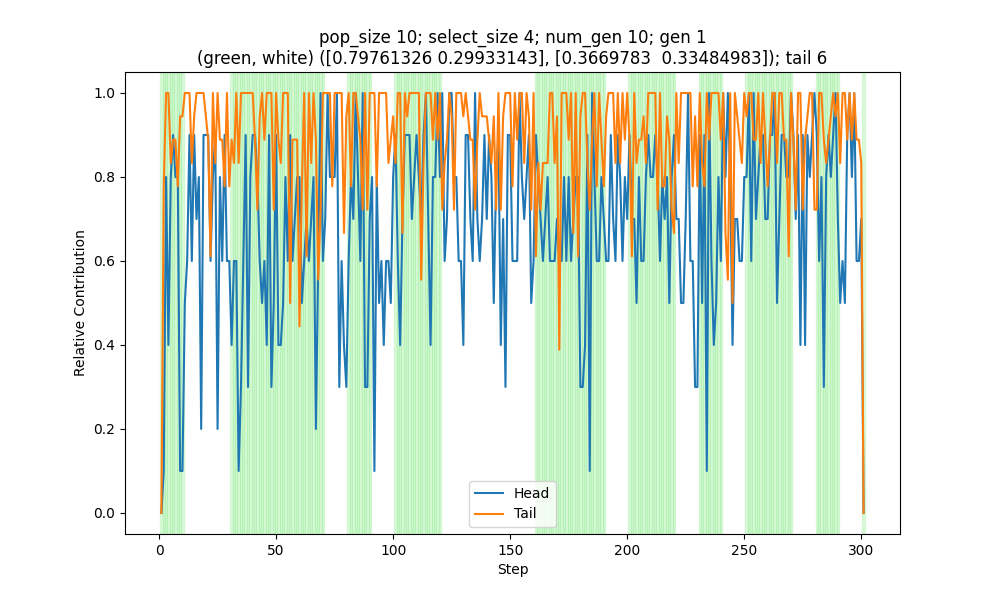 pop_size 10; select_size 4; num_gen 10; gen 1
(green, white) ([0.79761326 0.29933143], [0.3669783  0.33484983]); tail 6
1.0
0.8
0.6
0.4
0.2
0.0
Relative Contribution
Head
Tail
0 50 100 150 200 250 300
Step